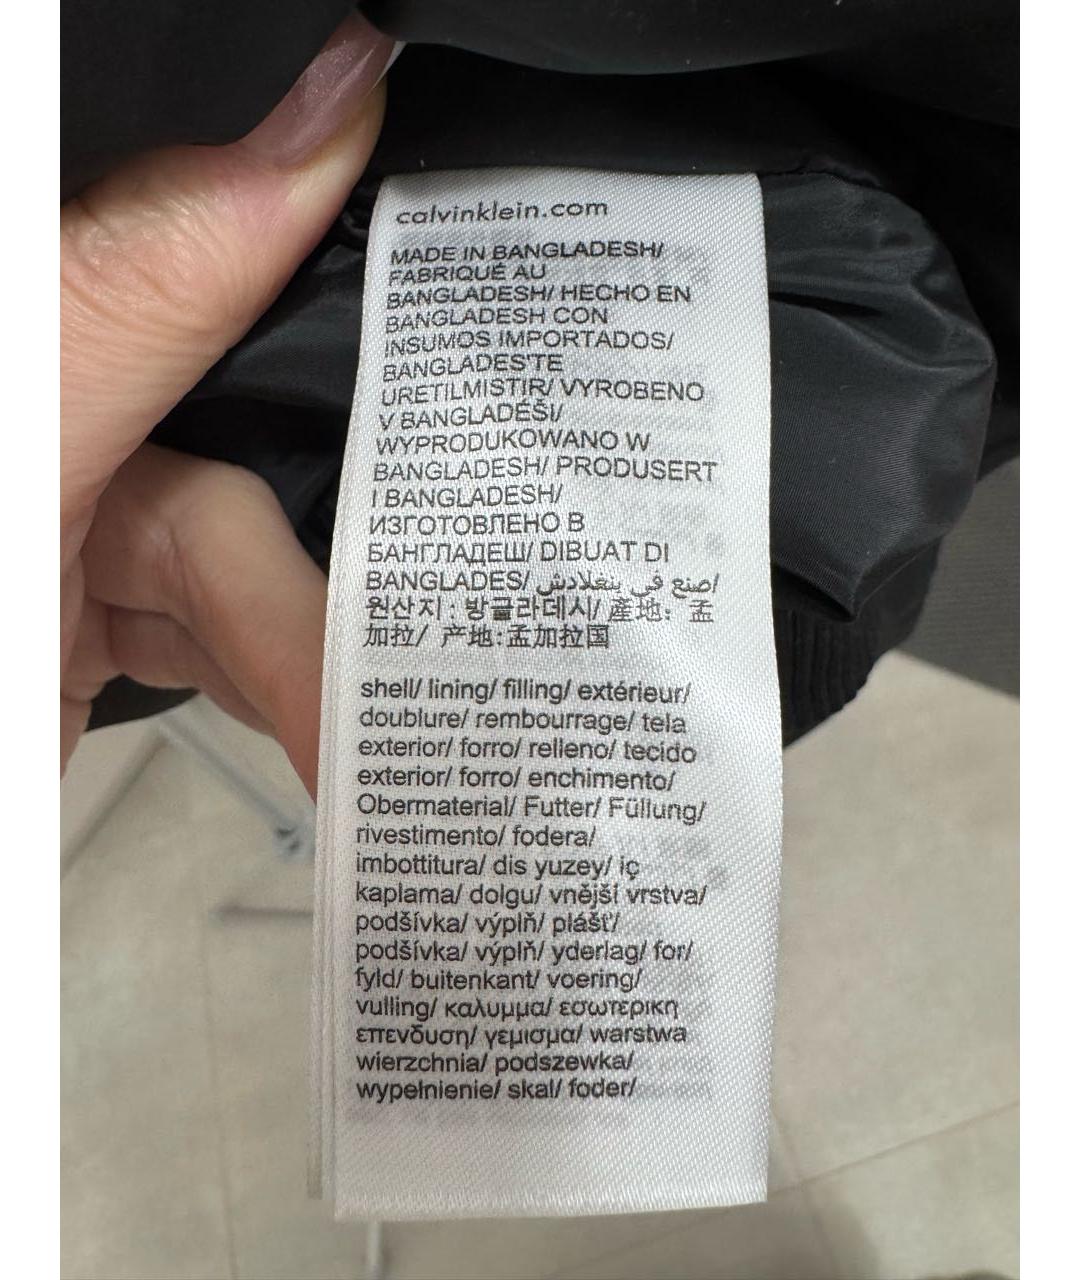 calvinklein.com
MADE IN BANGLADESH/
FABRIQUÉ AU
BANGLADESH/ HECHO EN
BANGLADESH CON
INSUMOS IMPORTADOS/
BANGLADES'TE
URETILMISTIR/ VYROBENO
V BANGLADÉŠI/
WYPRODUKOWANO W
BANGLADESH/ PRODUSERT
I BANGLADESH/
ИЗГОТОВЛЕНО В
БАНГЛАДЕШ/ DIBUAT DI
BANGLADES/ صنع في بنغلادش/
원산지 : 방글라데시/ 產地: 孟
加拉/ 产地:孟加拉国
shell/ lining/ filling/ extérieur/
doublure/ rembourrage/ tela
exterior/ forro/ relleno/ tecido
exterior/ forro/ enchimento/
Obermaterial/ Futter/ Füllung/
rivestimento/ fodera/
imbottitura/ dis yuzey/ iç
kaplama/ dolgu/ vnější vrstva/
podšívka/ výplň/ plášť/
podšívka/ výplň/ yderlag/ for/
fyld/ buitenkant/ voering/
vulling/ καλυμμα/ εσωτερικη
επενδυση/ γεμισμα/ warstwa
wierzchnia/ podszewka/
wypełnienie/ skal/ foder/